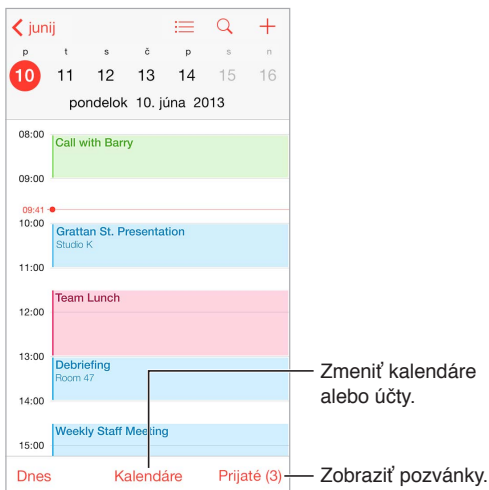 junij
p t s č p s n
10 11 12 13 14 15 16
pondelok 10. júna 2013
08:00
Call with Barry
09:00
09:41
10:00
Grattan St. Presentation
Studio K
11:00
Team Lunch
12:00
13:00
Debriefing
Room 47
14:00
Weekly Staff Meeting
15:00
Dnes Kalendáre Prijaté (3)
Zmeniť kalendáre
alebo účty.
Zobraziť pozvánky.